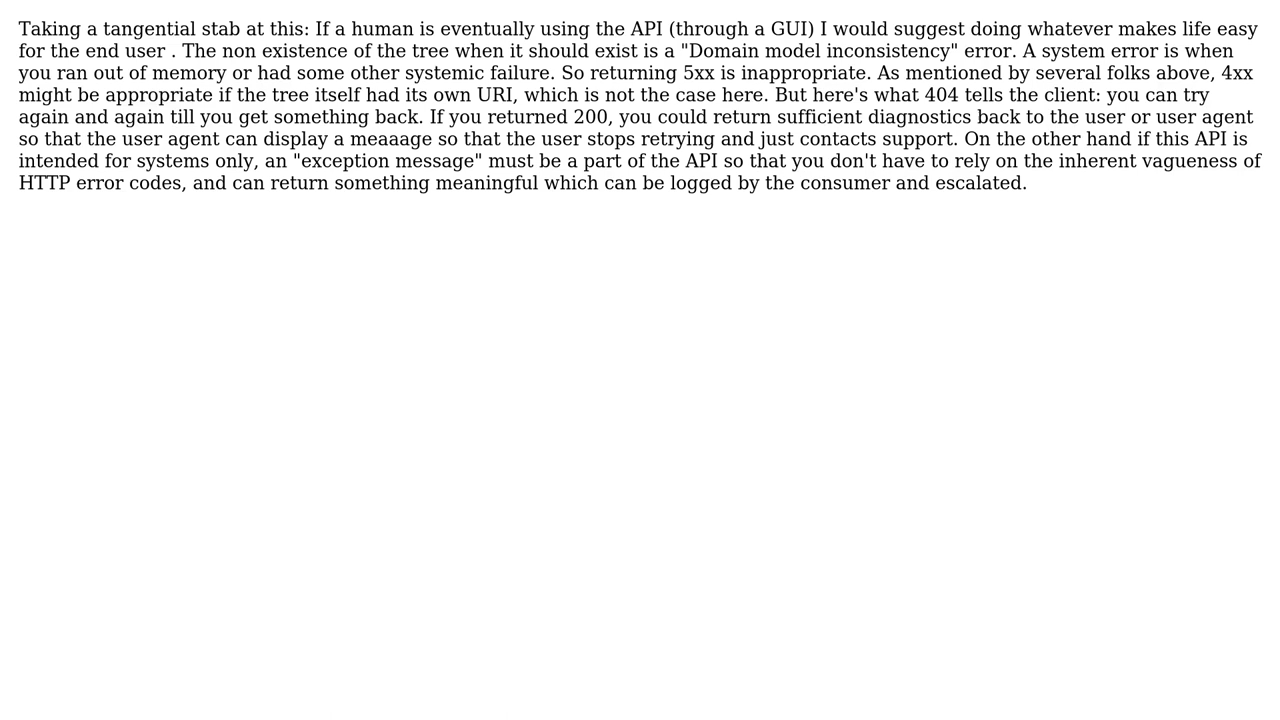 Taking a tangential stab at this: If a human is eventually using the API (through a GUI) I would suggest doing whatever makes life easy
for the end user . The non existence of the tree when it should exist is a "Domain model inconsistency" error. A system error is when
you ran out of memory or had some other systemic failure. So returning 5xx is inappropriate. As mentioned by several folks above, 4xx
might be appropriate if the tree itself had its own URI, which is not the case here. But here's what 404 tells the client: you can try
again and again till you get something back. If you returned 200, you could return sufficient diagnostics back to the user or user agent
so that the user agent can display a meaaage so that the user stops retrying and just contacts support. On the other hand if this API is
intended for systems only, an "exception message" must be a part of the API so that you don't have to rely on the inherent vagueness of
HTTP error codes, and can return something meaningful which can be logged by the consumer and escalated.